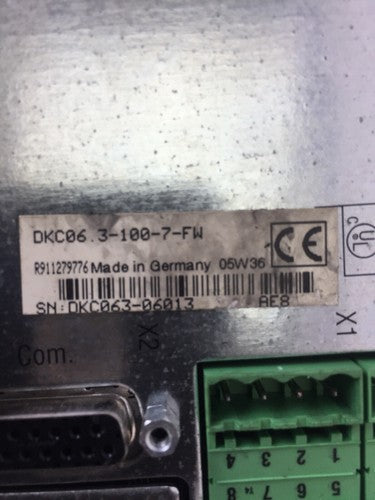 DKC06.3-100-7-FW
CE
R911279776 Made in Germany 05W36
SN:DKC063-06013 AE8
c UL
X2
X1
Com.
4 3 2 1
8 7 6 5